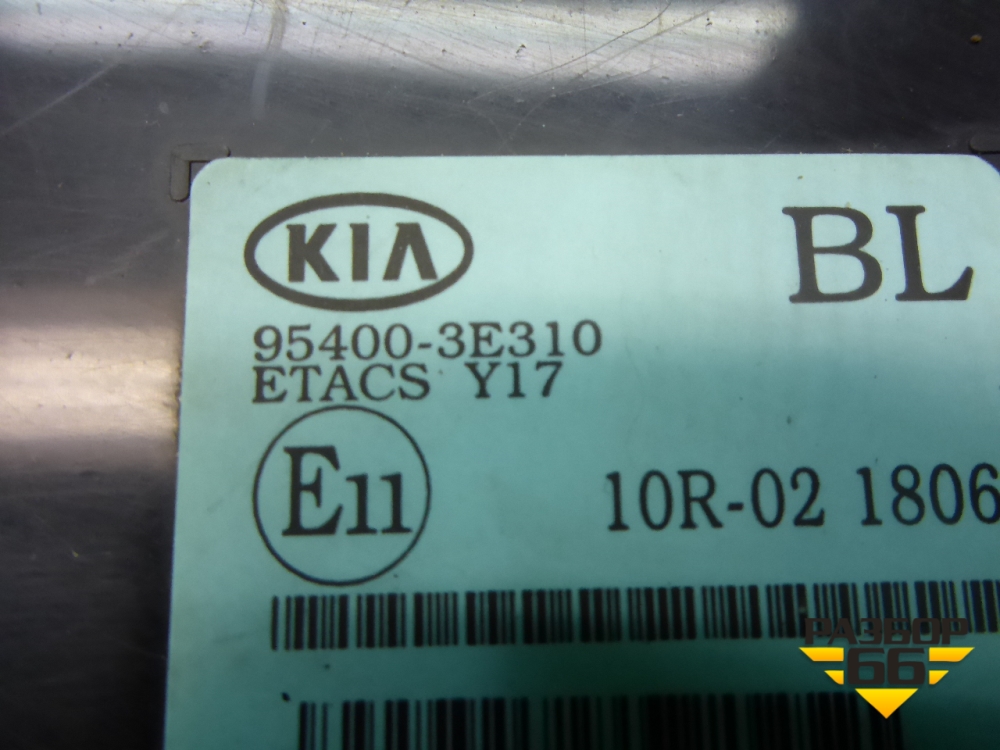 KIA
BL
95400-3E310
ETACS Y17
E11
10R-02 1806
РАЗБОР
66